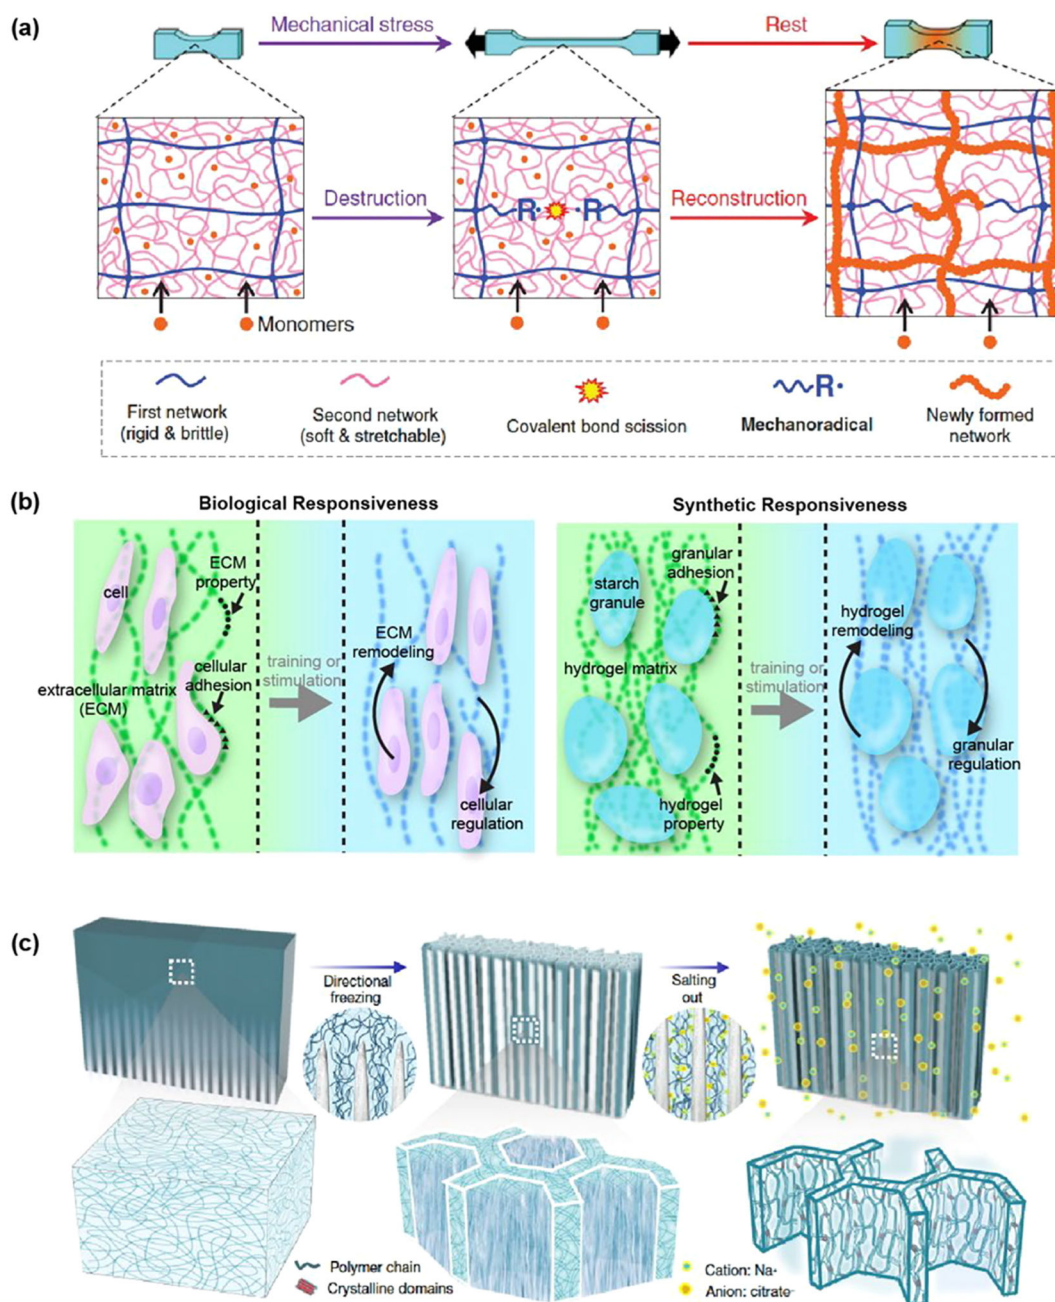 (a)
Mechanical stress
Rest
Destruction
R· ·R
Reconstruction
Monomers
R·
First network
(rigid & brittle)
Second network
(soft & stretchable)
Covalent bond scission
Mechanoradical
Newly formed
network
(b)
Biological Responsiveness
cell
ECM
property
extracellular matrix
(ECM)
cellular
adhesion
training or
stimulation
ECM
remodeling
cellular
regulation
Synthetic Responsiveness
starch
granule
granular
adhesion
hydrogel matrix
hydrogel
property
training or
stimulation
hydrogel
remodeling
granular
regulation
(c)
Directional
freezing
Salting
out
Polymer chain
Crystalline domains
Cation: Na+
Anion: citrate-